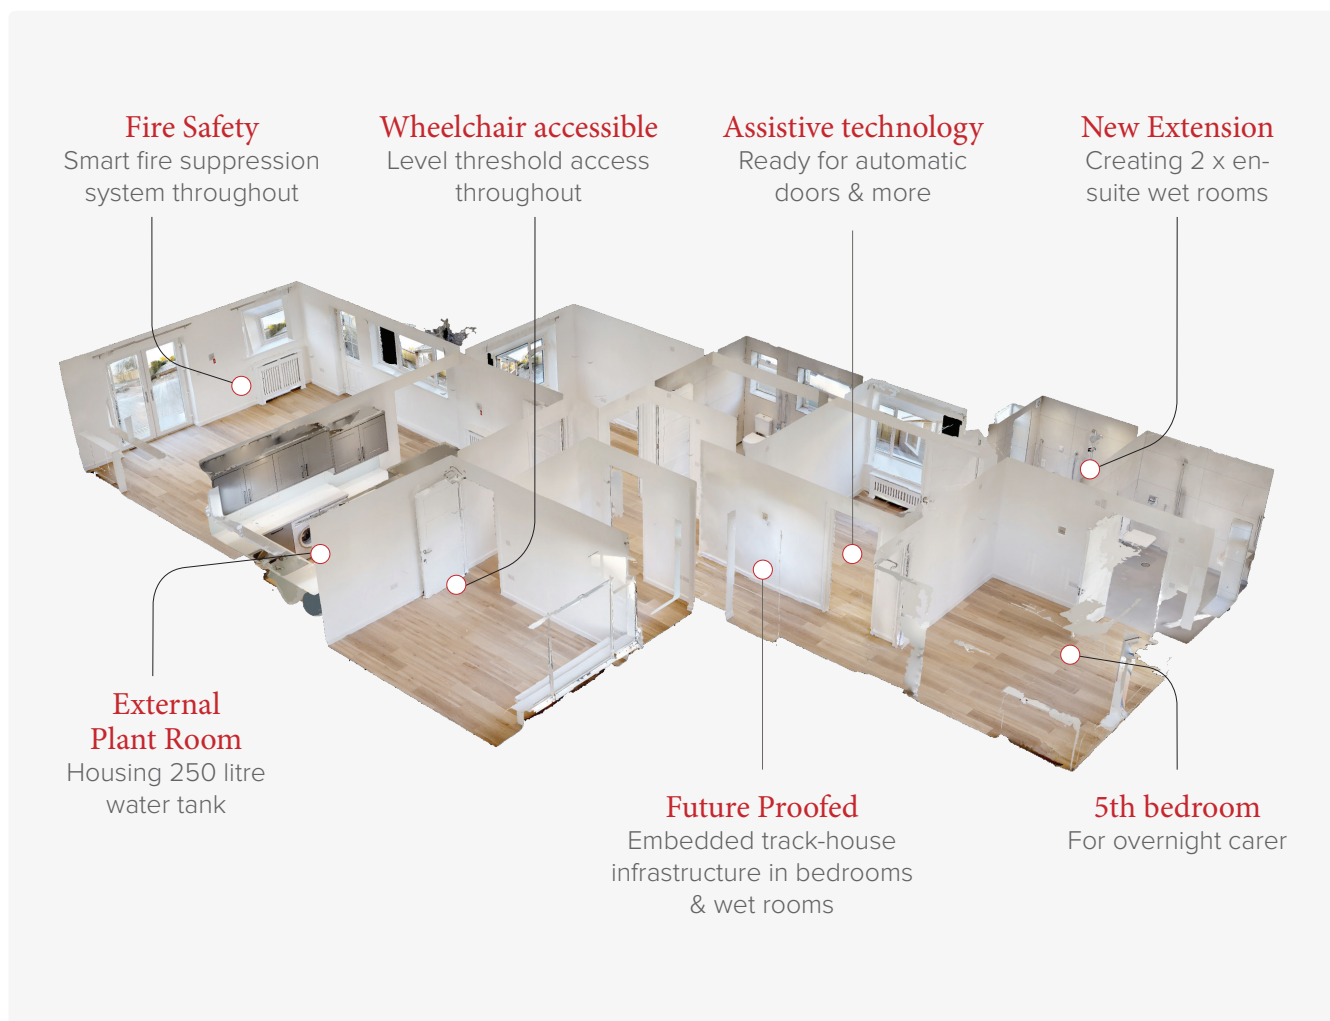 Fire Safety
Smart fire suppression
system throughout
Wheelchair accessible
Level threshold access
throughout
Assistive technology
Ready for automatic
doors & more
New Extension
Creating 2 x en-
suite wet rooms
External
Plant Room
Housing 250 litre
water tank
Future Proofed
Embedded track-house
infrastructure in bedrooms
& wet rooms
5th bedroom
For overnight carer